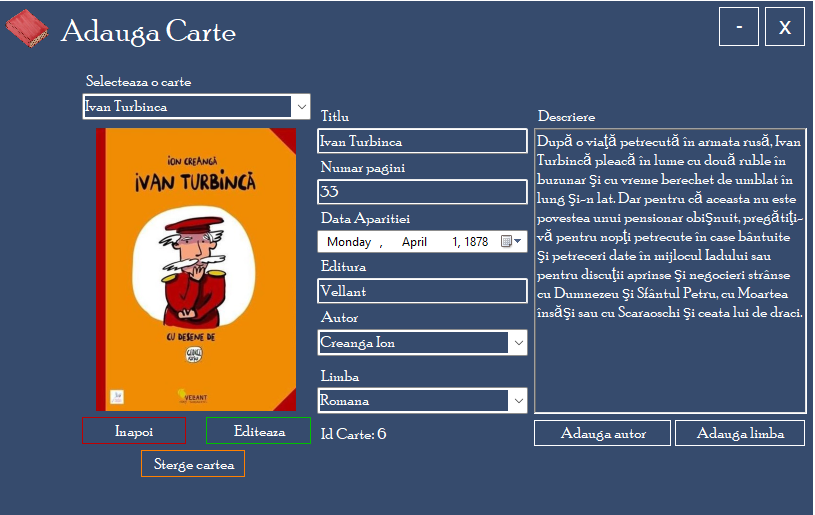 Adauga Carte
-
X
Selecteaza o carte
Ivan Turbinca
ION CREANGĂ
IVAN TURBINCĂ
CU DESENE DE
VELLANT
Inapoi
Editeaza
Sterge cartea
Titlu
Ivan Turbinca
Numar pagini
33
Data Aparitiei
Monday , April 1, 1878
Editura
Vellant
Autor
Creanga Ion
Limba
Romana
Id Carte: 6
Descriere
După o viaţă petrecută în armata rusă, Ivan
Turbincă pleacă în lume cu două ruble în
buzunar şi cu vreme berechet de umblat în
lung şi-n lat. Dar pentru că aceasta nu este
povestea unui pensionar obişnuit, pregătiţi-
vă pentru nopţi petrecute în case bântuite
şi petreceri date în mijlocul Iadului sau
pentru discuţii aprinse şi negocieri strânse
cu Dumnezeu şi Sfântul Petru, cu Moartea
însăşi sau cu Scaraoschi şi ceata lui de draci.
Adauga autor
Adauga limba